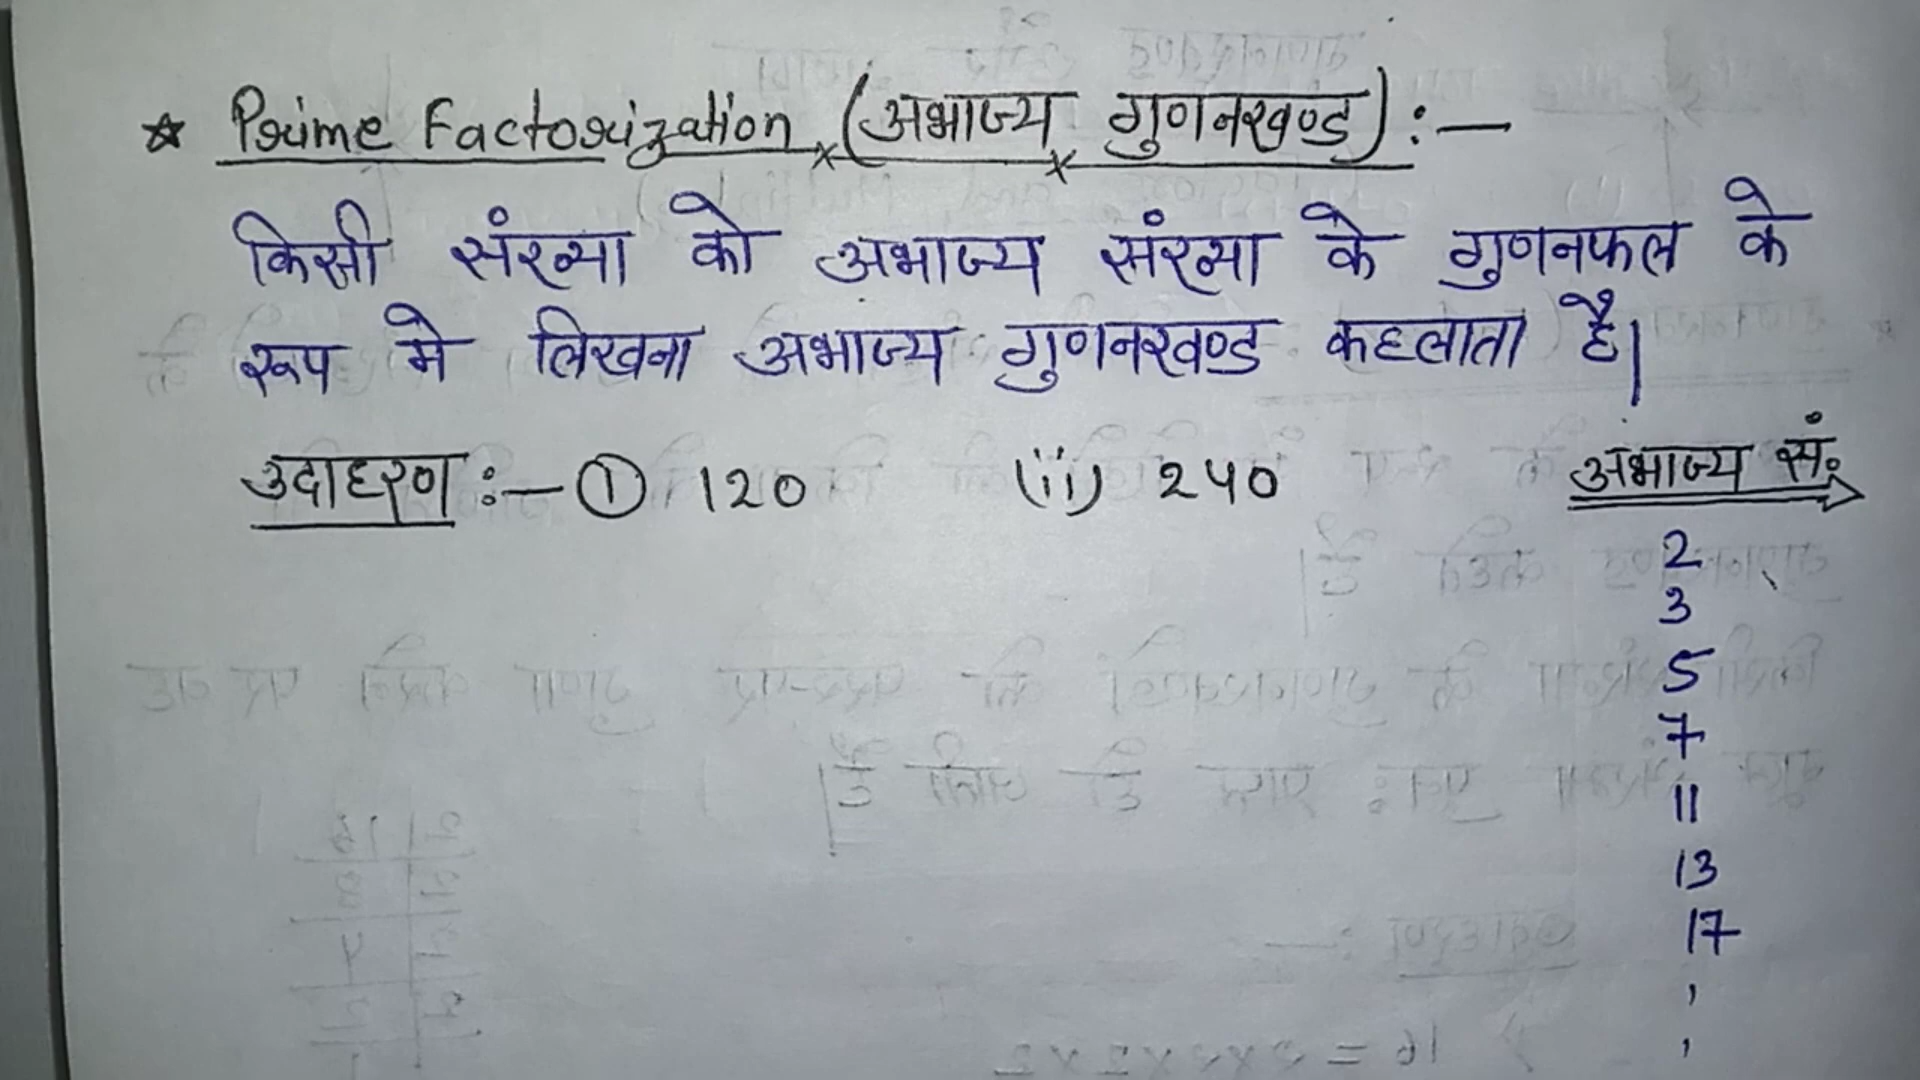 ☆ Prime Factorization (अभाज्य गुणनखण्ड) :—
किसी संख्या को अभाज्य संख्या के गुणनफल के
रूप मे लिखना अभाज्य गुणनखण्ड कहलाता है।
उदाहरण :— ① 120 (ii) 240
अभाज्य सं॰
2
3
5
7
11
13
17
,
,